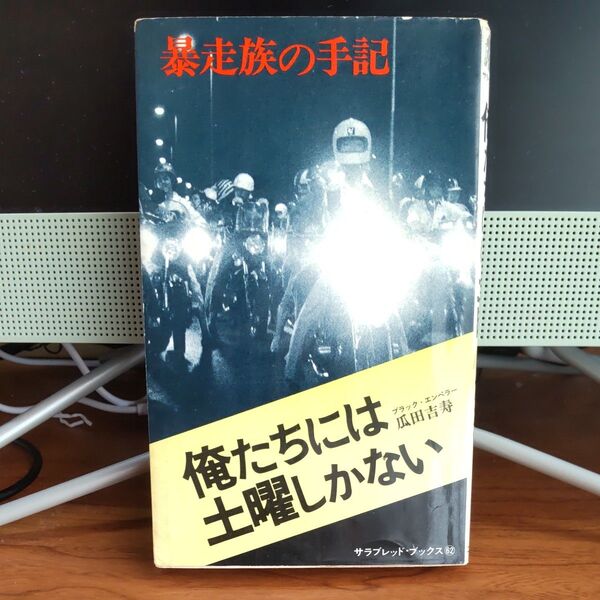 暴走族の手記
俺たちには
土曜しかない
ブラック・エンペラー
瓜田吉寿
サラブレッド・ブックス62